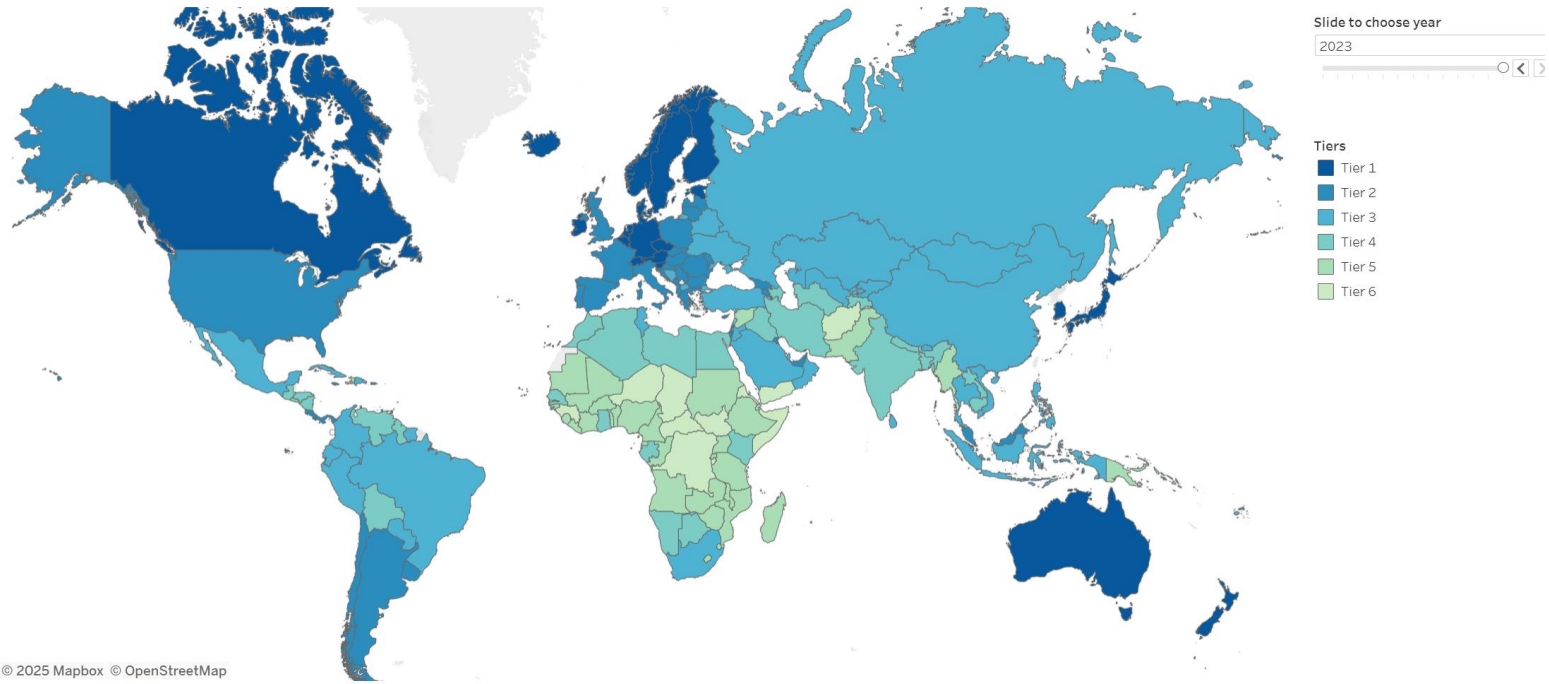 Slide to choose year
2023
Tiers
Tier 1
Tier 2
Tier 3
Tier 4
Tier 5
Tier 6
© 2025 Mapbox © OpenStreetMap